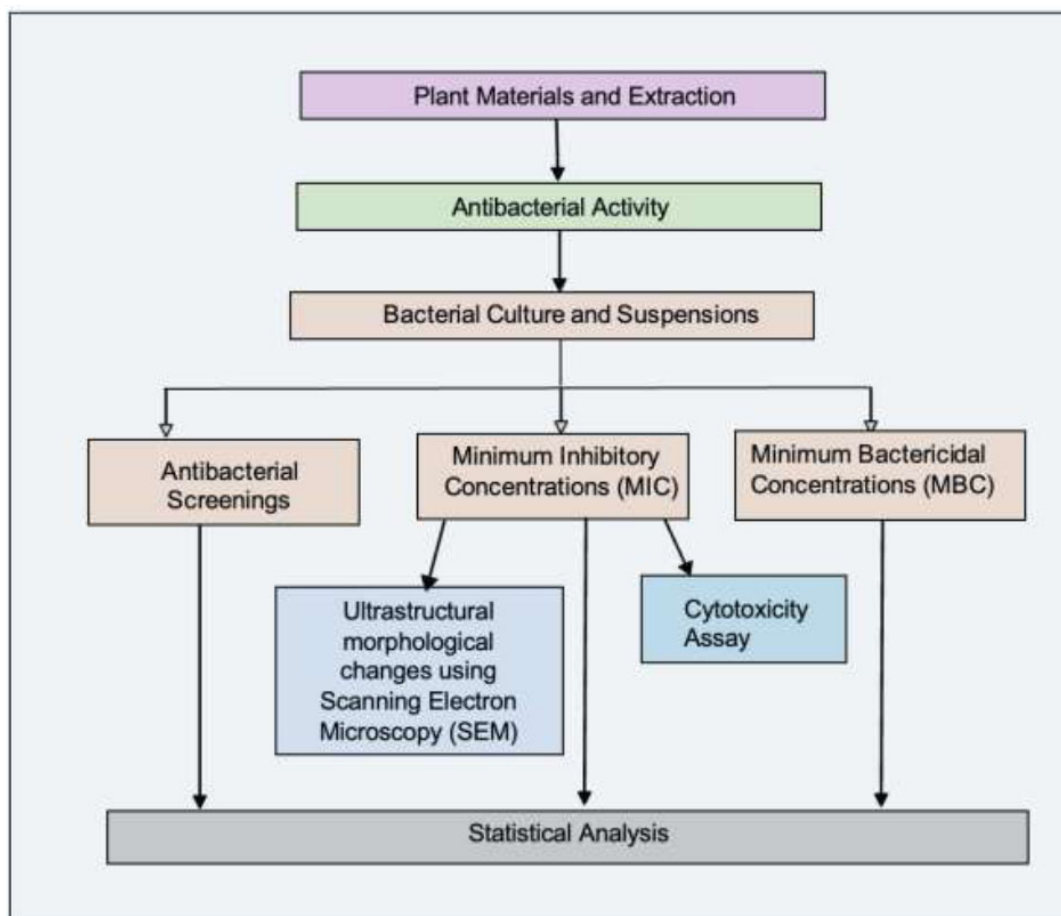 Plant Materials and Extraction
Antibacterial Activity
Bacterial Culture and Suspensions
Antibacterial
Screenings
Minimum Inhibitory
Concentrations (MIC)
Minimum Bactericidal
Concentrations (MBC)
Ultrastructural
morphological
changes using
Scanning Electron
Microscopy (SEM)
Cytotoxicity
Assay
Statistical Analysis